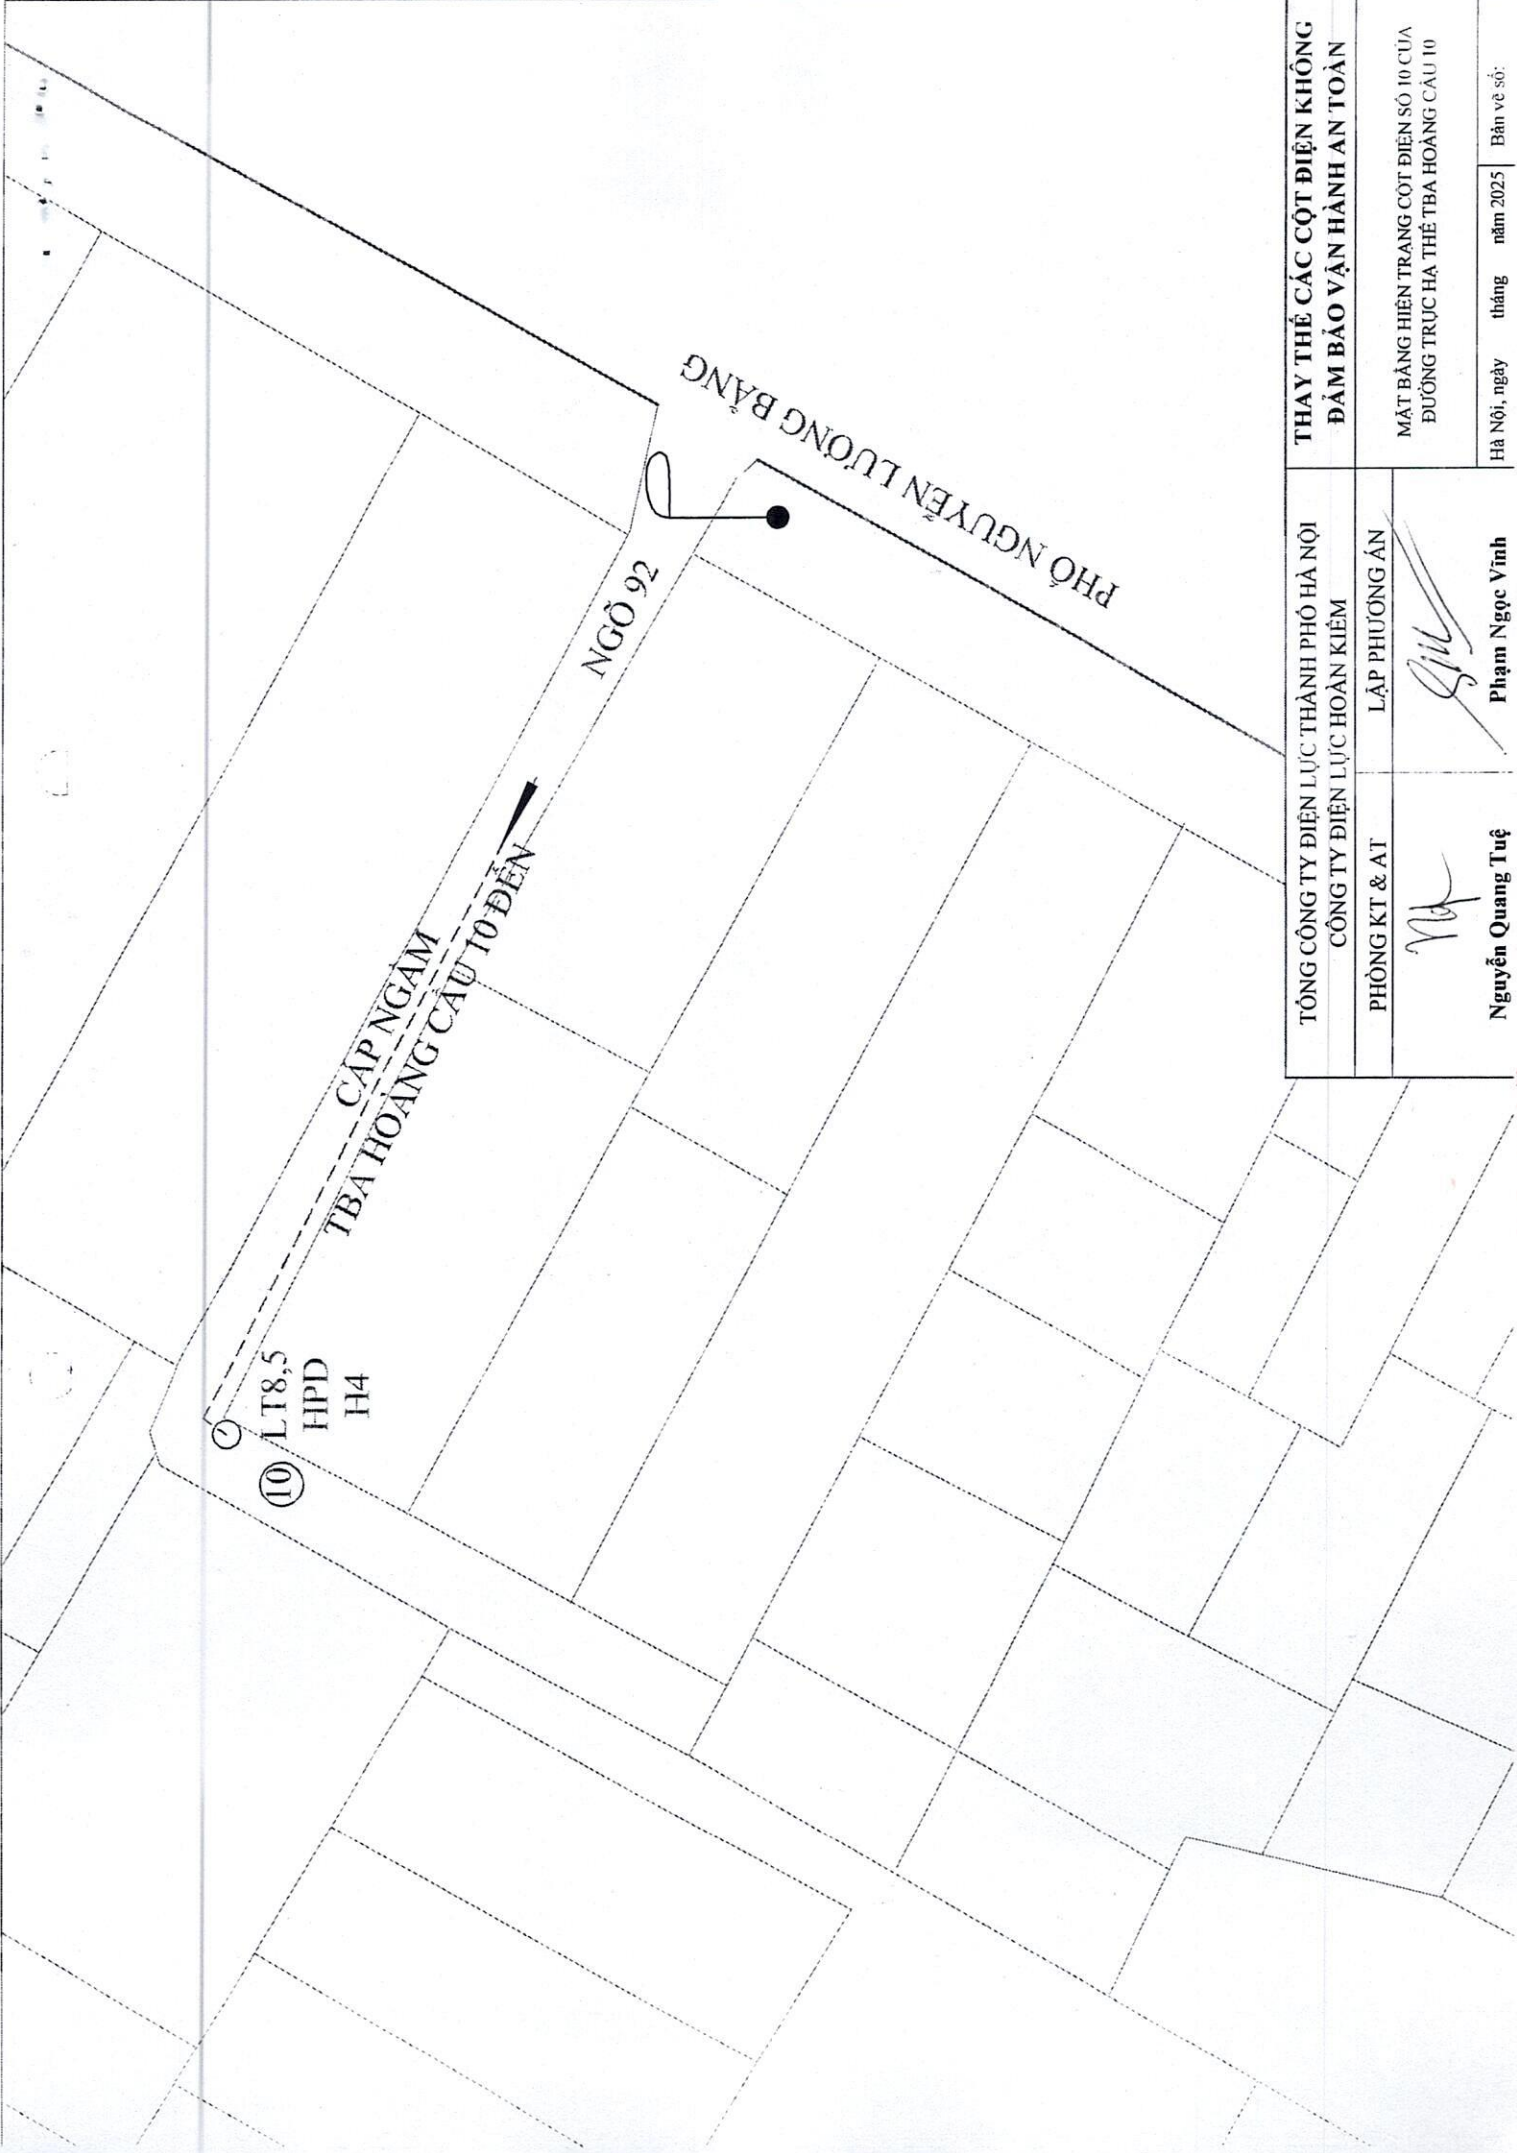 PHỐ NGUYỄN LƯƠNG BẰNG
NGÕ 92
CÁP NGẦM
TBA HOÀNG CẦU 10 ĐẾN
10
LT8,5
HPD
H4
TỔNG CÔNG TY ĐIỆN LỰC THÀNH PHỐ HÀ NỘI
CÔNG TY ĐIỆN LỰC HOÀN KIẾM
THAY THẾ CÁC CỘT ĐIỆN KHÔNG
ĐẢM BẢO VẬN HÀNH AN TOÀN
PHÒNG KT & AT
LẬP PHƯƠNG ÁN
MẶT BẰNG HIỆN TRẠNG CỘT ĐIỆN SỐ 10 CỦA
ĐƯỜNG TRỤC HẠ THẾ TBA HOÀNG CẦU 10
Nguyễn Quang Tuệ
Phạm Ngọc Vĩnh
Hà Nội, ngày tháng năm 2025
Bản vẽ số: